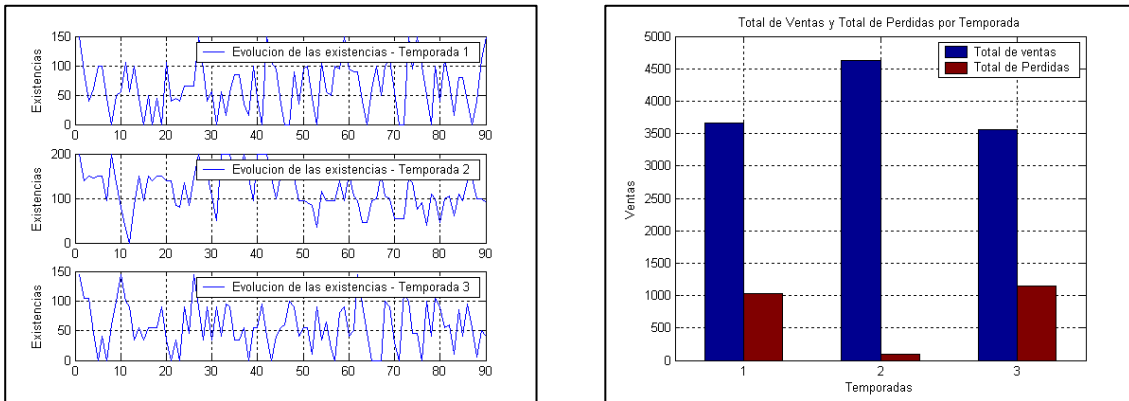 150
100
50
0
Existencias
Evolucion de las existencias - Temporada 1
0 10 20 30 40 50 60 70 80 90
200
100
0
Existencias
Evolucion de las existencias - Temporada 2
0 10 20 30 40 50 60 70 80 90
150
100
50
0
Existencias
Evolucion de las existencias - Temporada 3
0 10 20 30 40 50 60 70 80 90
Total de Ventas y Total de Perdidas por Temporada
5000
4500
4000
3500
3000
2500
2000
1500
1000
500
0
Ventas
Total de ventas
Total de Perdidas
1 2 3
Temporadas